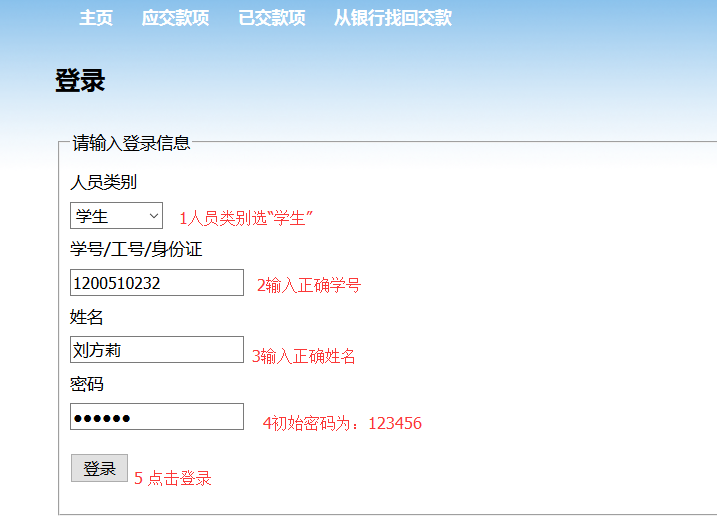 主页 应交款项 已交款项 从银行找回交款
登录
请输入登录信息
人员类别
学生 1人员类别选“学生”
学号/工号/身份证
1200510232 2输入正确学号
姓名
刘方莉 3输入正确姓名
密码
●●●●●● 4初始密码为：123456
登录 5 点击登录